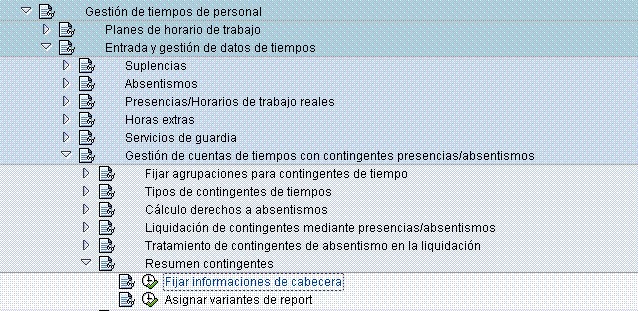 Gestión de tiempos de personal
Planes de horario de trabajo
Entrada y gestión de datos de tiempos
Suplencias
Absentismos
Presencias/Horarios de trabajo reales
Horas extras
Servicios de guardia
Gestión de cuentas de tiempos con contingentes presencias/absentismos
Fijar agrupaciones para contingentes de tiempo
Tipos de contingentes de tiempos
Cálculo derechos a absentismos
Liquidación de contingentes mediante presencias/absentismos
Tratamiento de contingentes de absentismo en la liquidación
Resumen contingentes
Fijar informaciones de cabecera
Asignar variantes de report